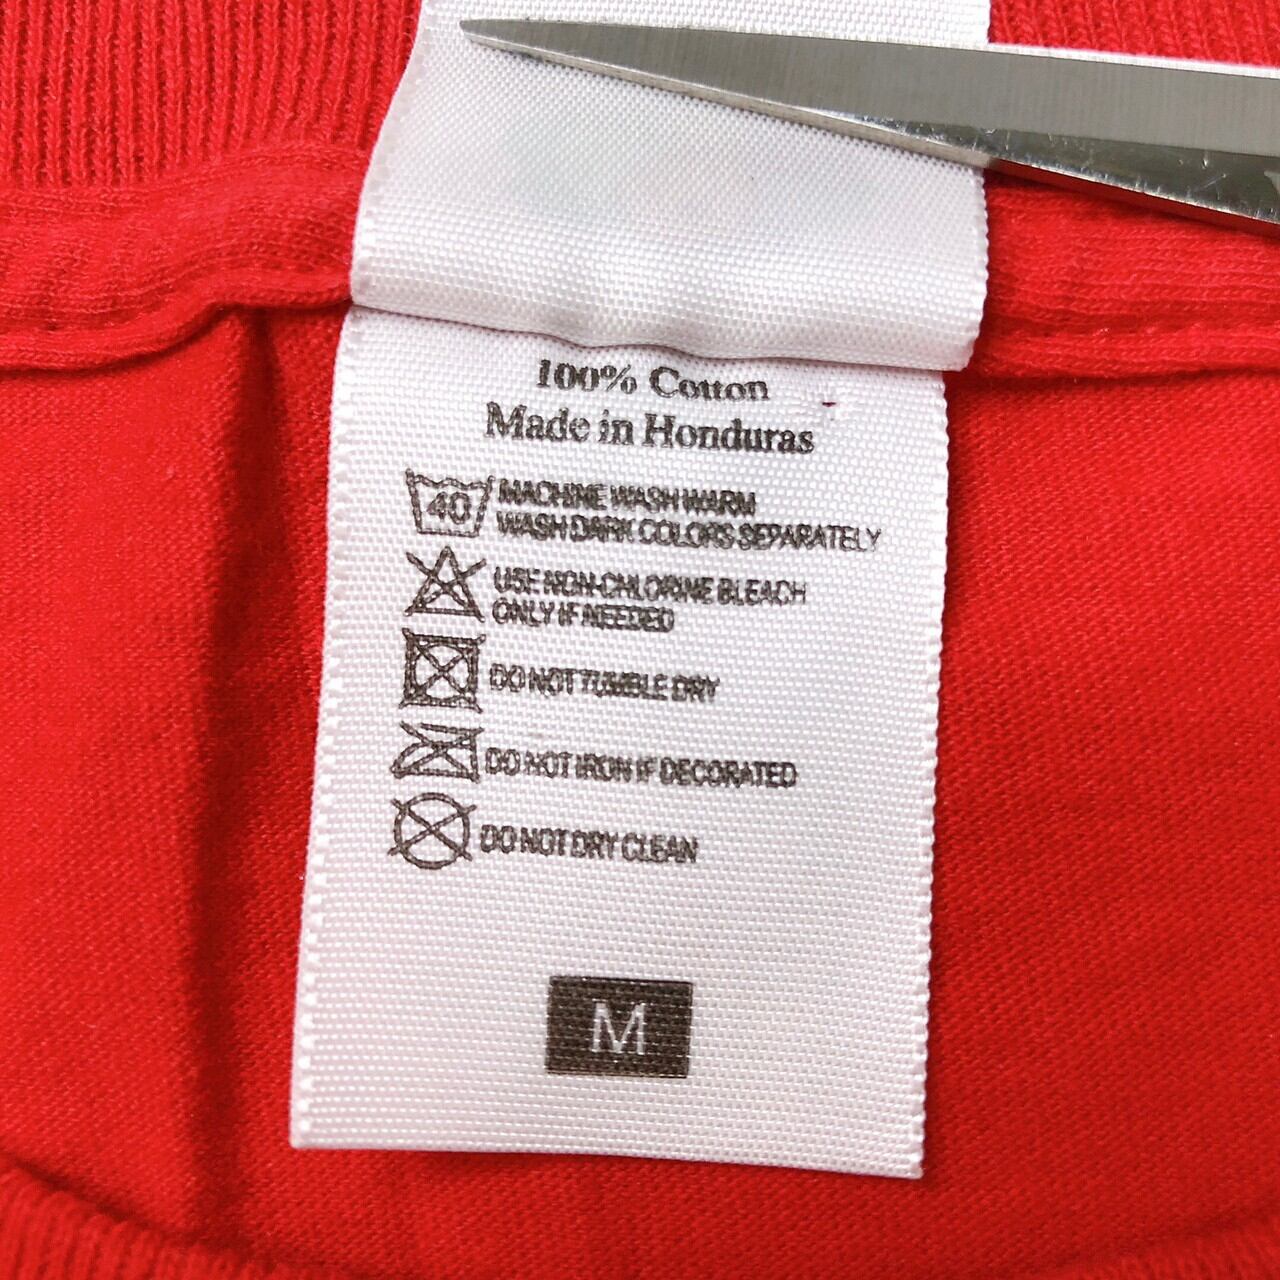 100% Cotton
Made in Honduras
40 MACHINE WASH WARM
WASH DARK COLORS SEPARATELY
USE NON-CHLORINE BLEACH
ONLY IF NEEDED
DO NOT TUMBLE DRY
DO NOT IRON IF DECORATED
DO NOT DRY CLEAN
M